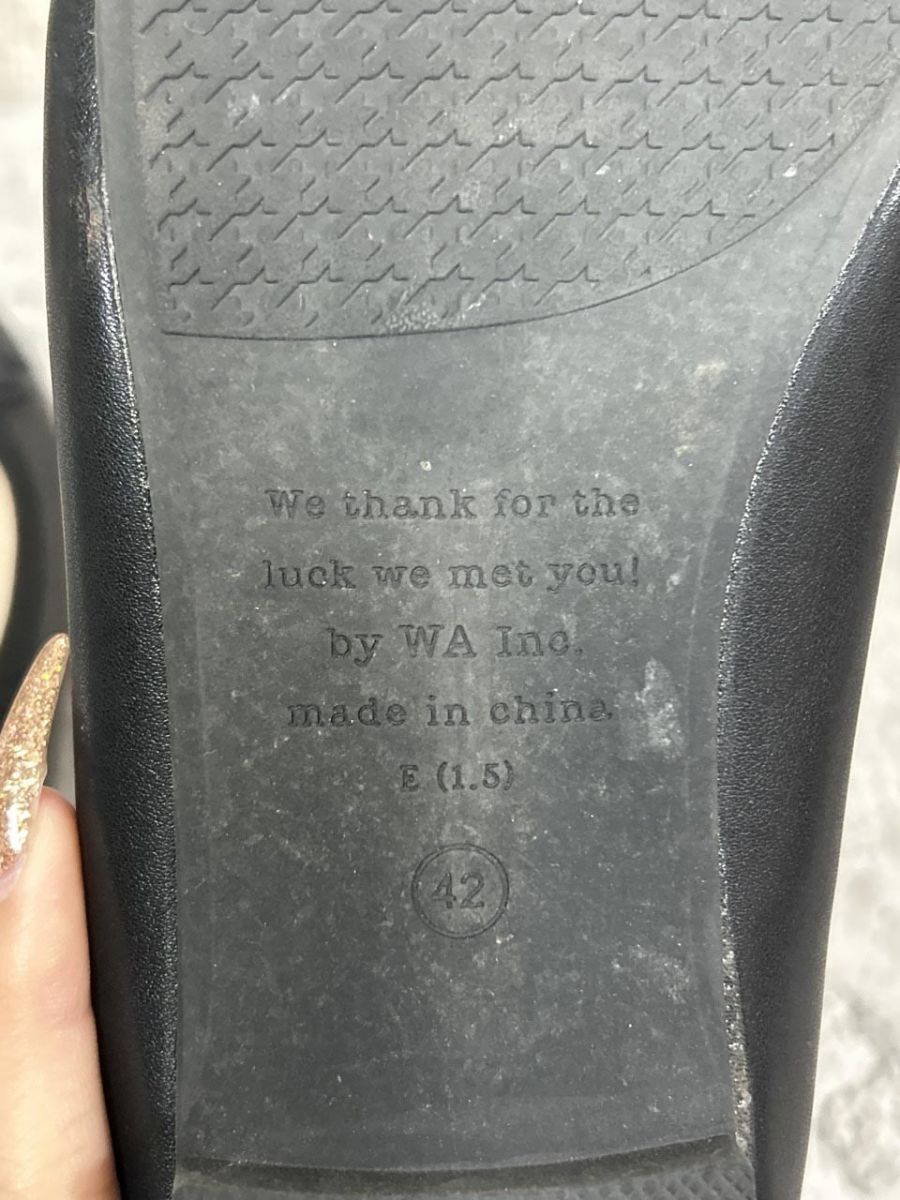 We thank for the
luck we met you!
by WA Inc.
made in china
E (1.5)
42